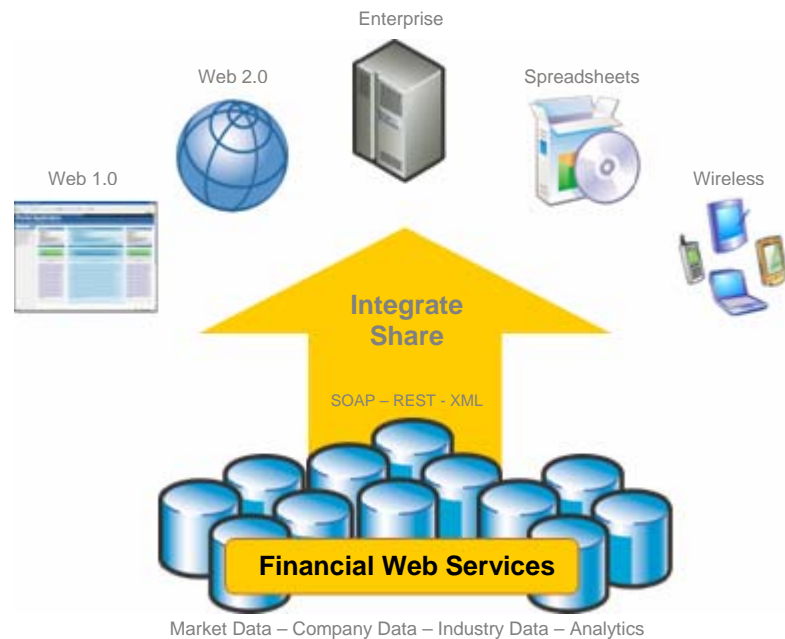 Enterprise
Web 2.0
Spreadsheets
Web 1.0
Wireless
Integrate
Share
SOAP – REST - XML
Financial Web Services
Market Data – Company Data – Industry Data – Analytics